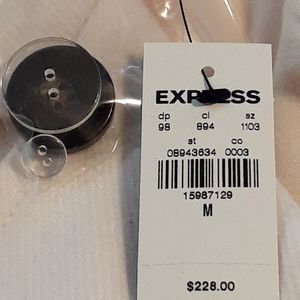 EXPRESS
dp cl sz
98 894 1103
st co
08943634 0003
15987129
M
$228.00